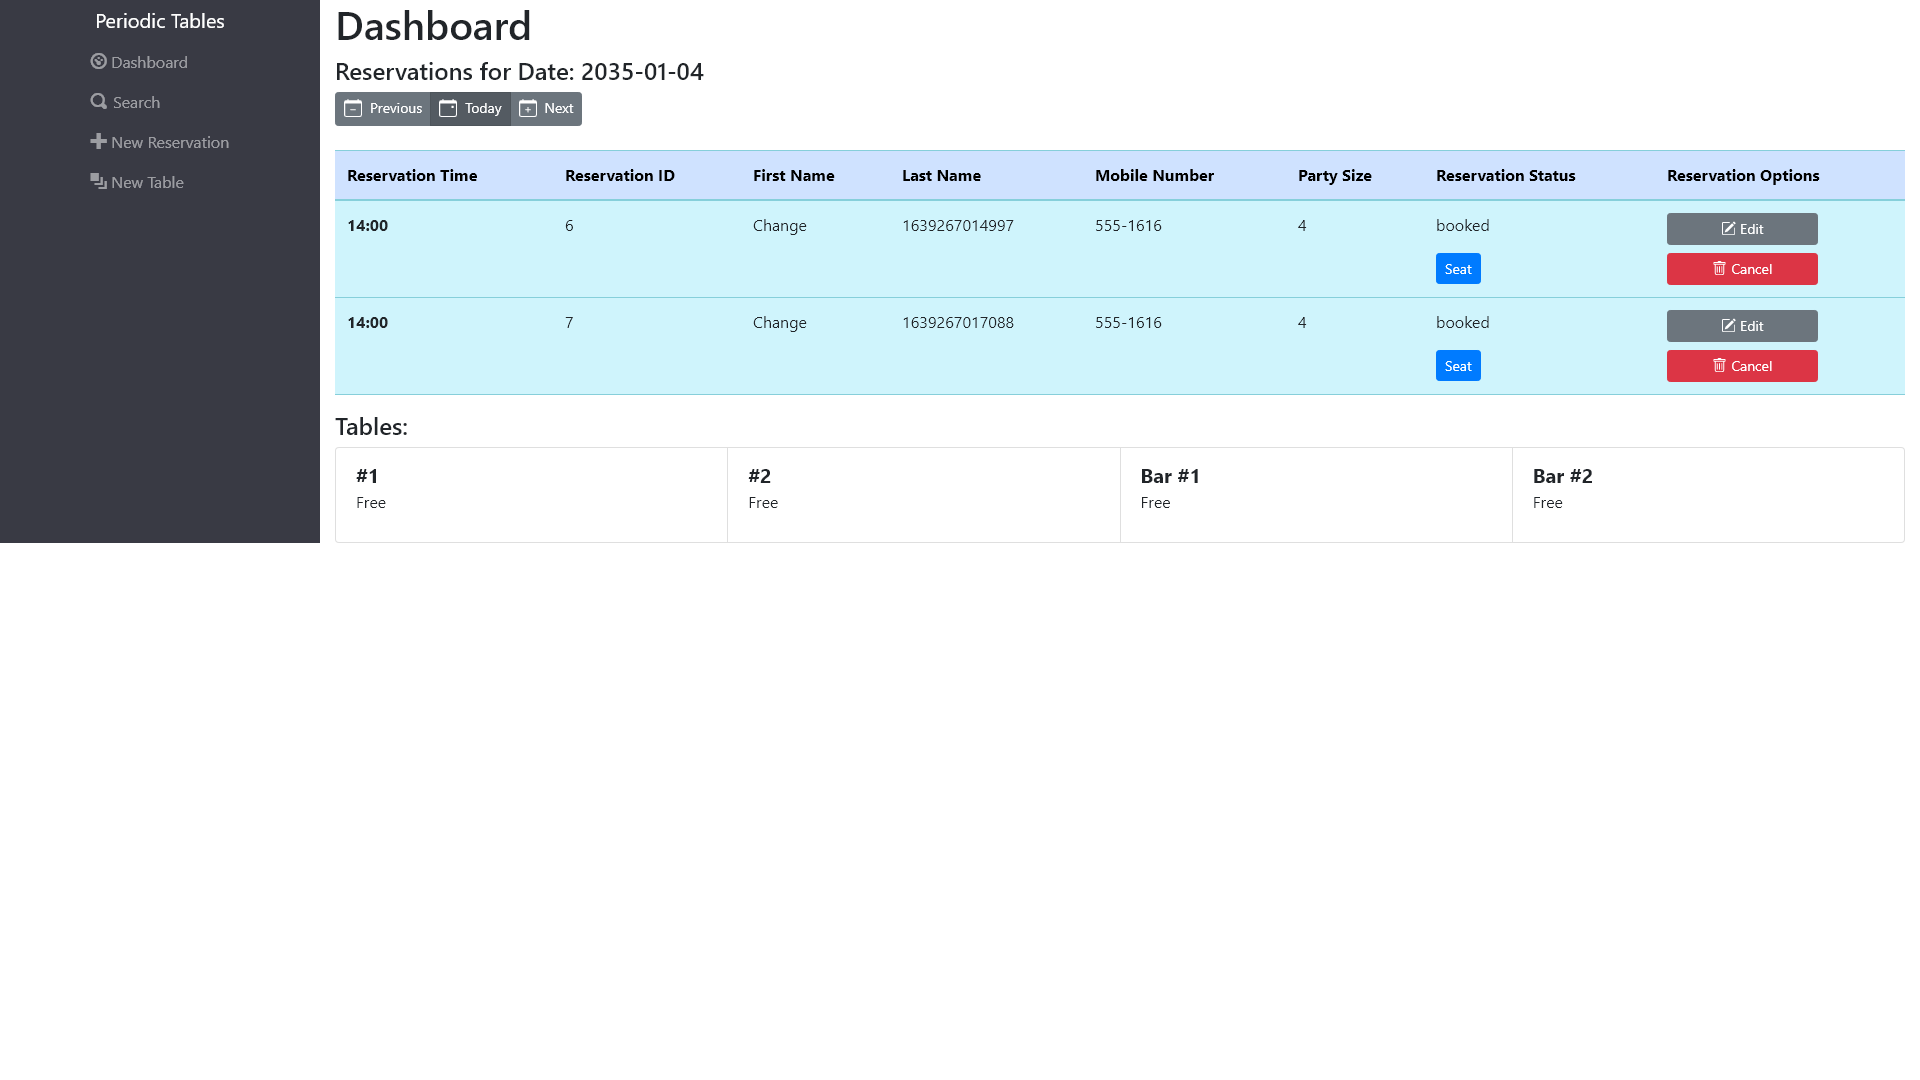 Periodic Tables
Dashboard
Search
New Reservation
New Table
Dashboard
Reservations for Date: 2035-01-04
Previous Today Next
Reservation Time Reservation ID First Name Last Name Mobile Number Party Size Reservation Status Reservation Options
14:00 6 Change 1639267014997 555-1616 4 booked Edit
Seat Cancel
14:00 7 Change 1639267017088 555-1616 4 booked Edit
Seat Cancel
Tables:
#1 #2 Bar #1 Bar #2
Free Free Free Free